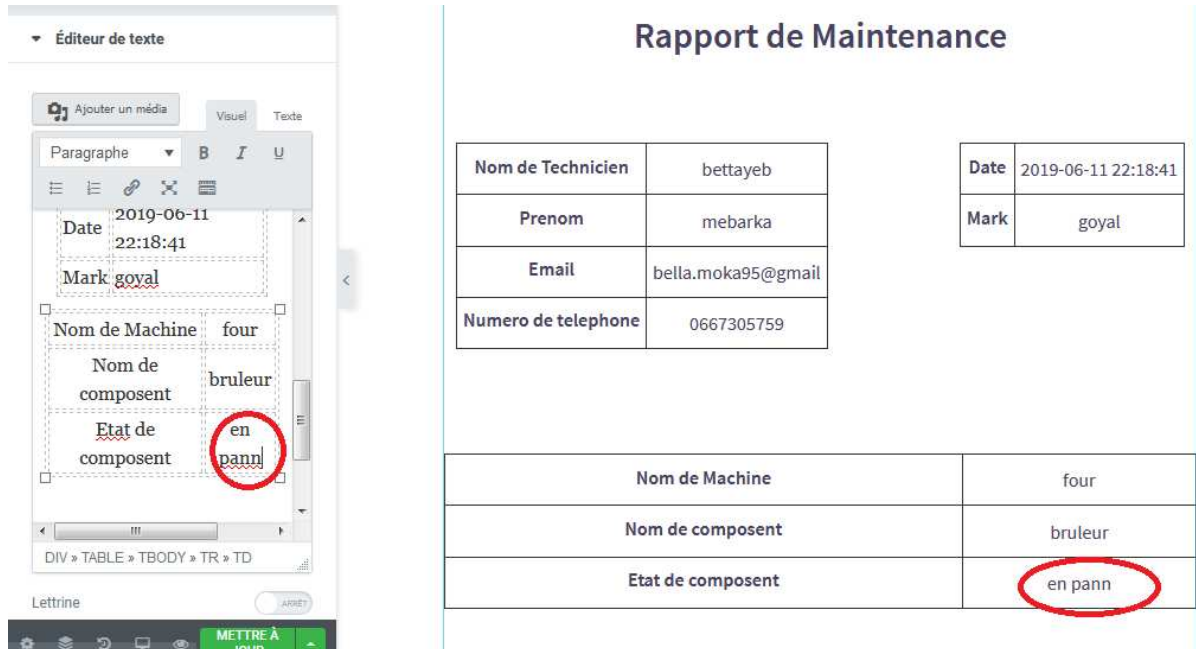 Éditeur de texte
Ajouter un média
Visuel Texte
Paragraphe B I U
Date 2019-06-11
22:18:41
Mark goyal
Nom de Machine four
Nom de
composent bruleur
Etat de en
composent pann
DIV » TABLE » TBODY » TR » TD
Lettrine ARRÊT
METTRE À
JOUR
Rapport de Maintenance
Nom de Technicien bettayeb
Prenom mebarka
Email bella.moka95@gmail
Numero de telephone 0667305759
Date 2019-06-11 22:18:41
Mark goyal
Nom de Machine four
Nom de composent bruleur
Etat de composent en pann